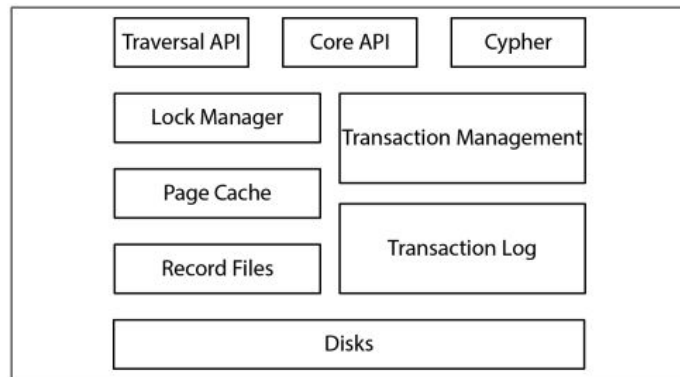 Traversal API
Core API
Cypher
Lock Manager
Transaction Management
Page Cache
Transaction Log
Record Files
Disks